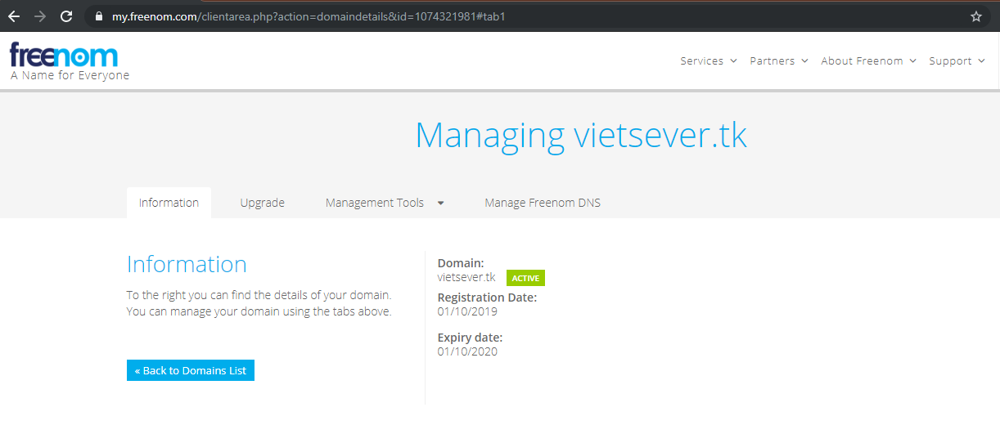 my.freenom.com/clientarea.php?action=domaindetails&id=1074321981#tab1
freenom
A Name for Everyone
Services Partners About Freenom Support
Managing vietsever.tk
Information Upgrade Management Tools Manage Freenom DNS
Information
To the right you can find the details of your domain.
You can manage your domain using the tabs above.
« Back to Domains List
Domain:
vietsever.tk ACTIVE
Registration Date:
01/10/2019
Expiry date:
01/10/2020